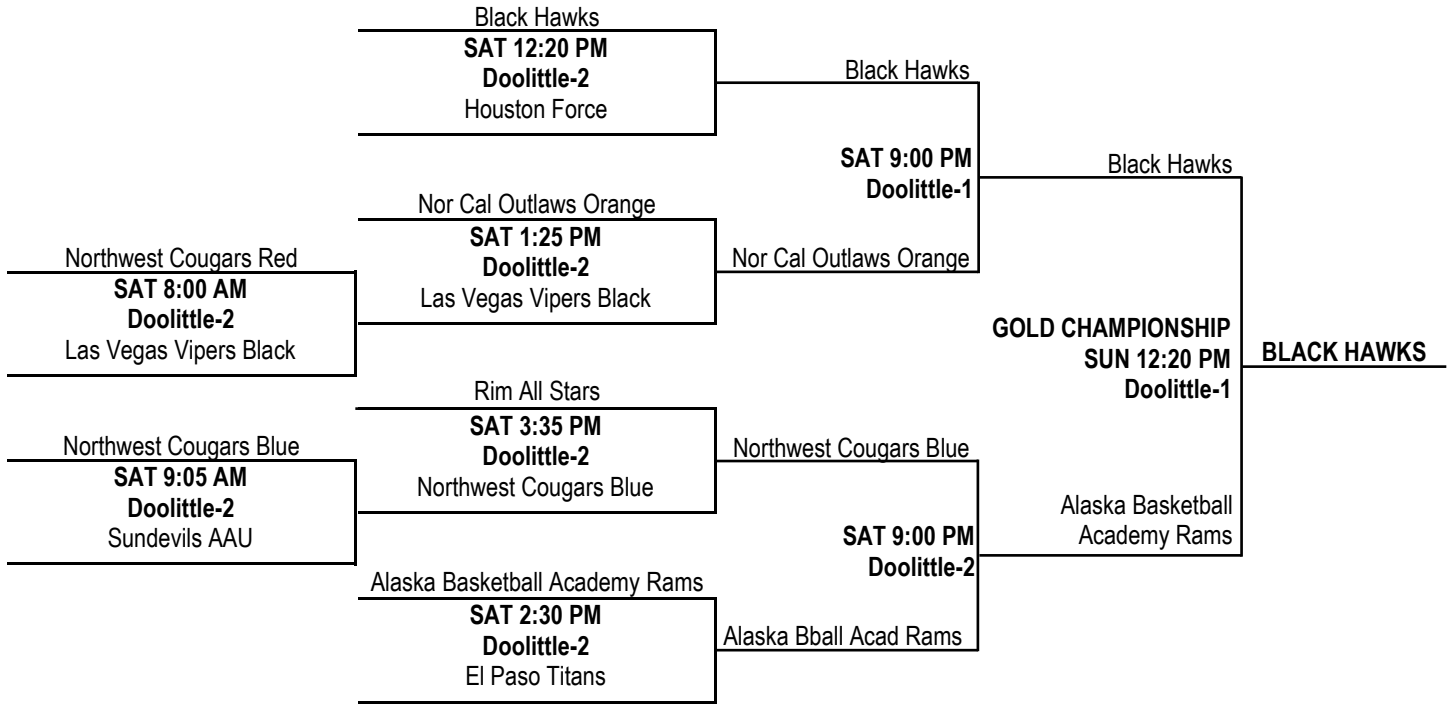 Black Hawks
SAT 12:20 PM
Doolittle-2
Houston Force
Nor Cal Outlaws Orange
SAT 1:25 PM
Doolittle-2
Las Vegas Vipers Black
Northwest Cougars Red
SAT 8:00 AM
Doolittle-2
Las Vegas Vipers Black
Rim All Stars
SAT 3:35 PM
Doolittle-2
Northwest Cougars Blue
Northwest Cougars Blue
SAT 9:05 AM
Doolittle-2
Sundevils AAU
Alaska Basketball Academy Rams
SAT 2:30 PM
Doolittle-2
El Paso Titans
Black Hawks
SAT 9:00 PM
Doolittle-1
Nor Cal Outlaws Orange
Northwest Cougars Blue
SAT 9:00 PM
Doolittle-2
Alaska Bball Acad Rams
Black Hawks
GOLD CHAMPIONSHIP
SUN 12:20 PM
Doolittle-1
Alaska Basketball
Academy Rams
BLACK HAWKS